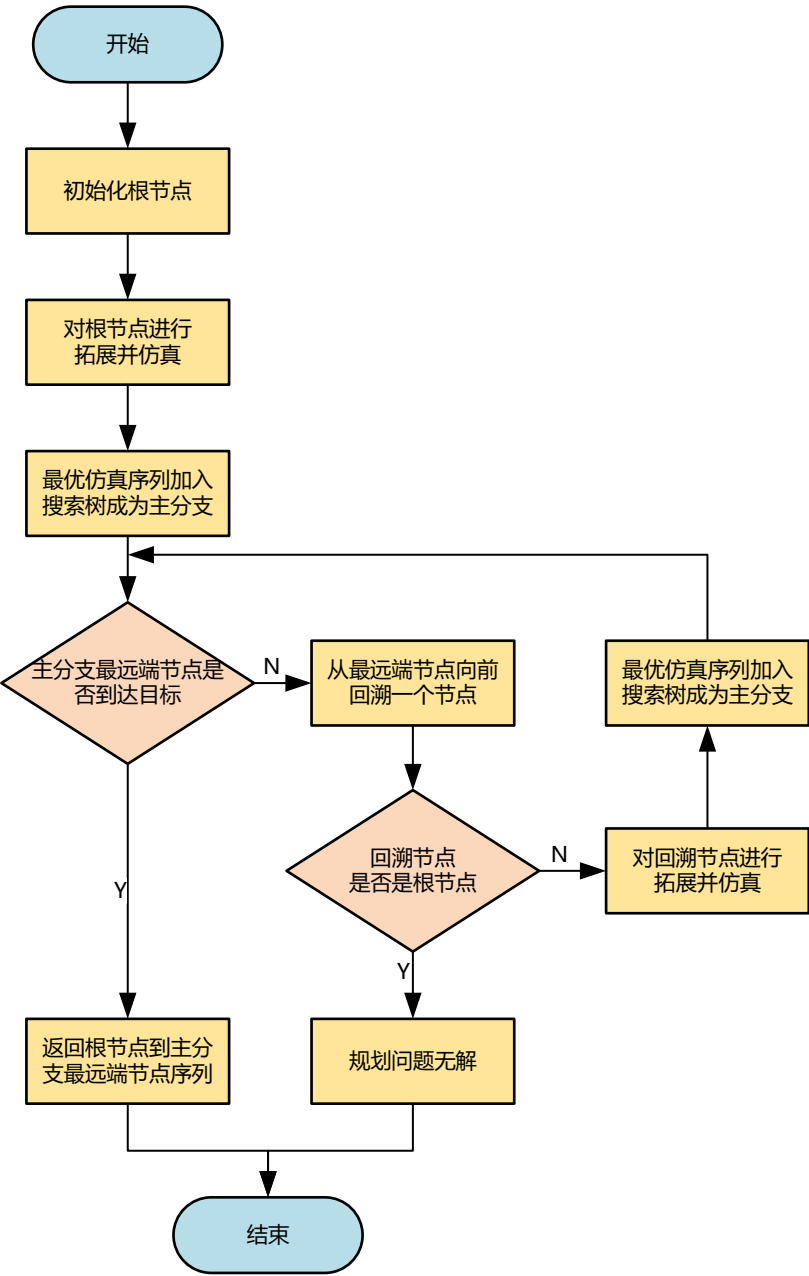 开始
初始化根节点
对根节点进行
拓展并仿真
最优仿真序列加入
搜索树成为主分支
主分支最远端节点是
否到达目标
N
从最远端节点向前
回溯一个节点
最优仿真序列加入
搜索树成为主分支
回溯节点
是否是根节点
N
对回溯节点进行
拓展并仿真
Y
Y
返回根节点到主分
支最远端节点序列
规划问题无解
结束